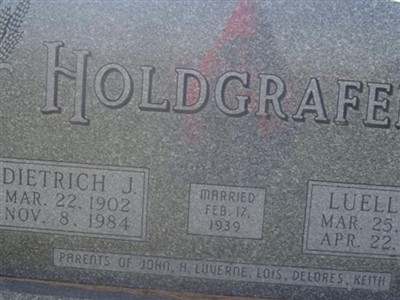 HOLDGRAFE
DIETRICH J.
MAR. 22, 1902
NOV. 8, 1984
MARRIED
FEB. 17,
1939
LUELL
MAR. 25,
APR. 22,
PARENTS OF JOHN, H. LUVERNE, LOIS, DELORES, KEITH